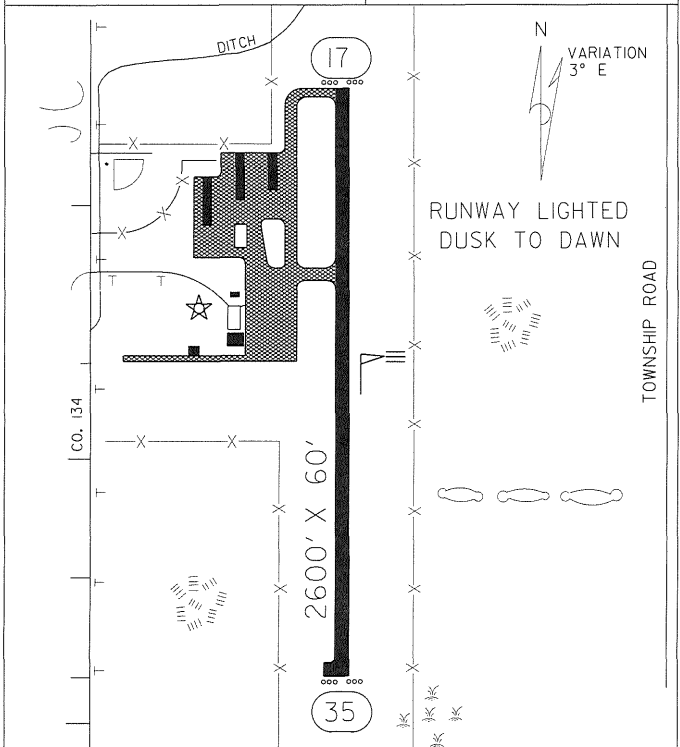 DITCH
17
N
VARIATION
3° E
RUNWAY LIGHTED
DUSK TO DAWN
TOWNSHIP ROAD
CO. 134
2600' X 60'
35